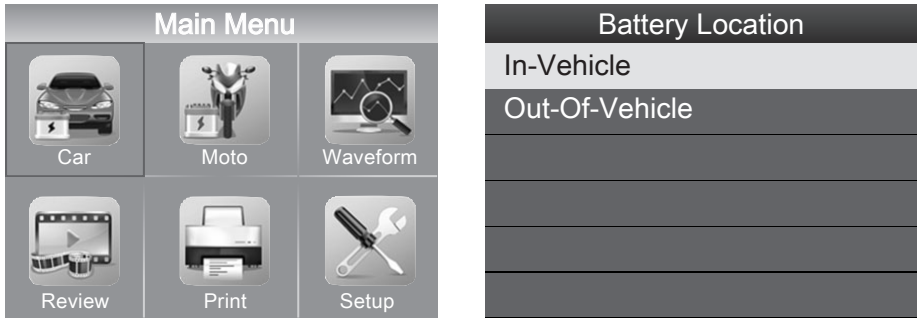 Main Menu
Car
Moto
Waveform
Review
Print
Setup
Battery Location
In-Vehicle
Out-Of-Vehicle